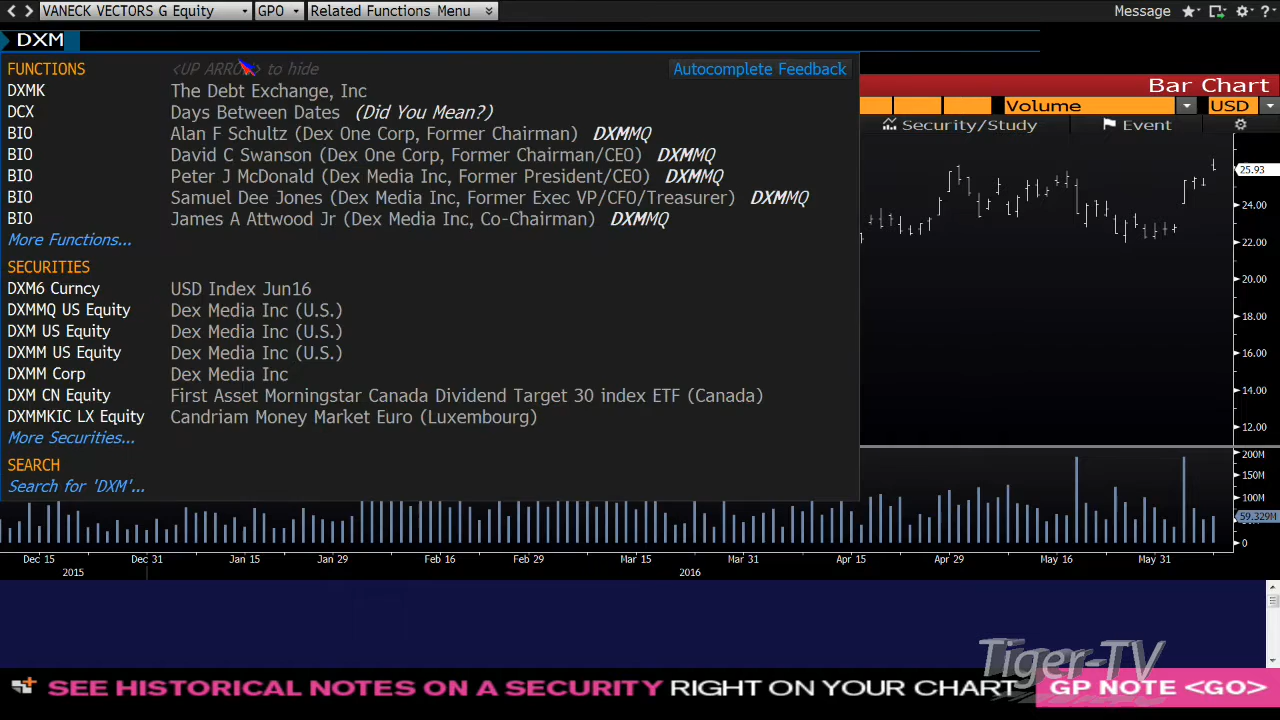 VANECK VECTORS G Equity GPO Related Functions Menu Message
DXM
FUNCTIONS <UP ARROW> to hide Autocomplete Feedback
Bar Chart
DXMK The Debt Exchange, Inc
Volume USD
DCX Days Between Dates (Did You Mean?)
Security/Study Event
BIO Alan F Schultz (Dex One Corp, Former Chairman) DXMMQ
BIO David C Swanson (Dex One Corp, Former Chairman/CEO) DXMMQ
25.93
BIO Peter J McDonald (Dex Media Inc, Former President/CEO) DXMMQ
BIO Samuel Dee Jones (Dex Media Inc, Former Exec VP/CFO/Treasurer) DXMMQ
24.00
BIO James A Attwood Jr (Dex Media Inc, Co-Chairman) DXMMQ
More Functions...
22.00
SECURITIES
20.00
DXM6 Curncy USD Index Jun16
DXMMQ US Equity Dex Media Inc (U.S.)
18.00
DXM US Equity Dex Media Inc (U.S.)
DXMM US Equity Dex Media Inc (U.S.)
16.00
DXMM Corp Dex Media Inc
14.00
DXM CN Equity First Asset Morningstar Canada Dividend Target 30 index ETF (Canada)
DXMMKIC LX Equity Candriam Money Market Euro (Luxembourg)
12.00
More Securities...
200M
SEARCH
150M
Search for 'DXM'...
100M
59.329M
0
Dec 15 Dec 31 Jan 15 Jan 29 Feb 16 Feb 29 Mar 15 Mar 31 Apr 15 Apr 29 May 16 May 31
2015 2016
Tiger-TV
SEE HISTORICAL NOTES ON A SECURITY RIGHT ON YOUR CHART GP NOTE <GO>